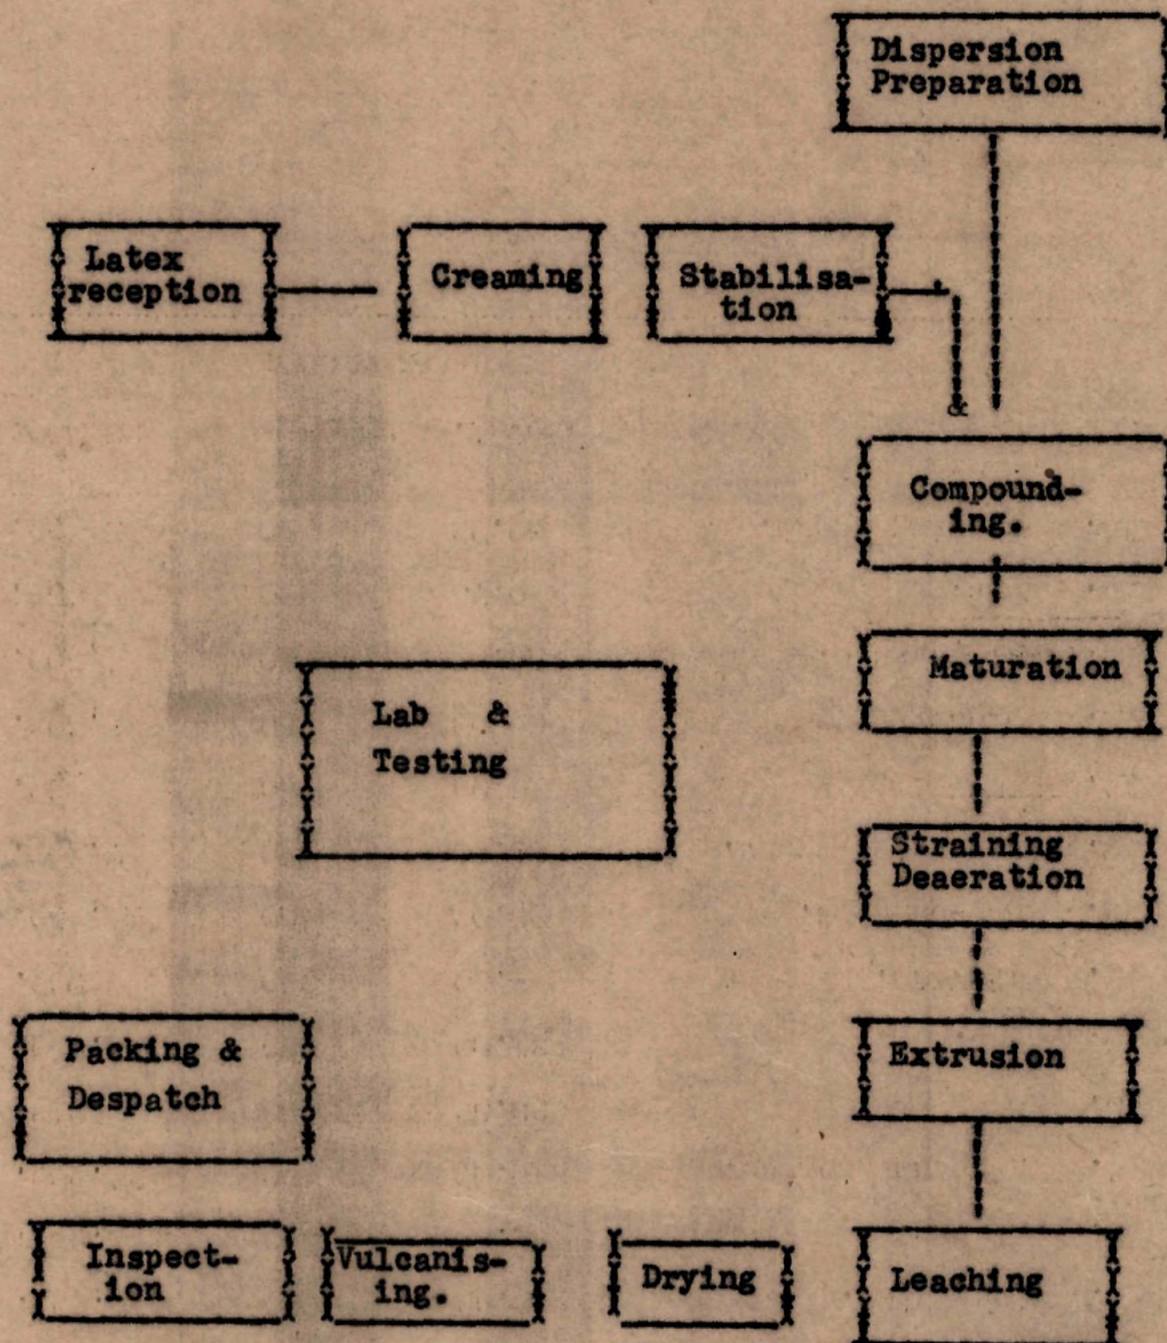 Dispersion
Preparation
Latex
reception
Creaming
Stabilisa-
tion
&
Compound-
ing.
Maturation
Lab &
Testing
Straining
Deaeration
Packing &
Despatch
Extrusion
Inspect-
ion
Vulcanis-
ing.
Drying
Leaching